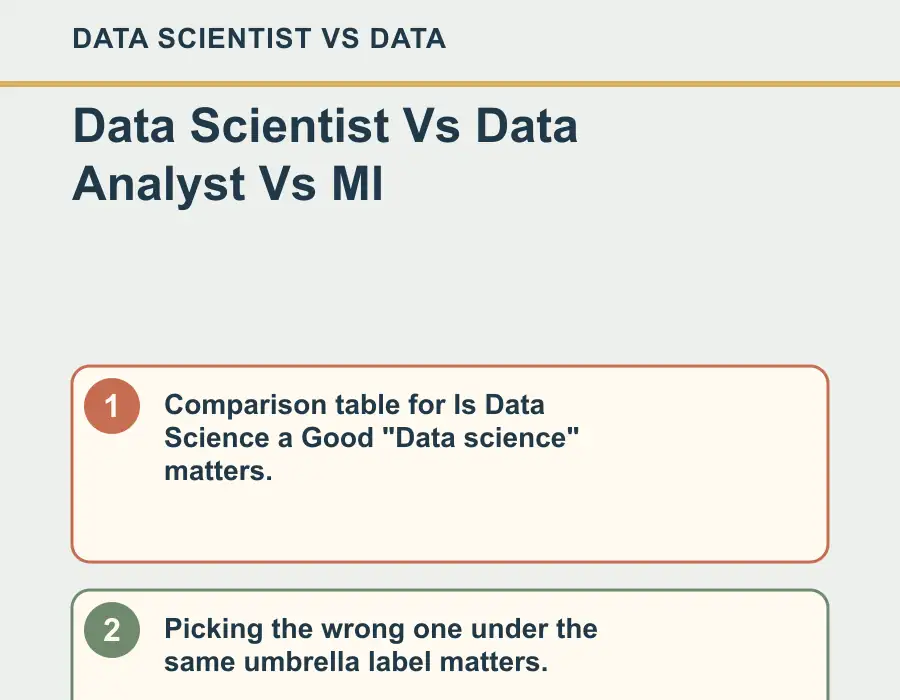 DATA SCIENTIST VS DATA
Data Scientist Vs Data
Analyst Vs Ml
1
Comparison table for Is Data
Science a Good "Data science"
matters.
2
Picking the wrong one under the
same umbrella label matters.